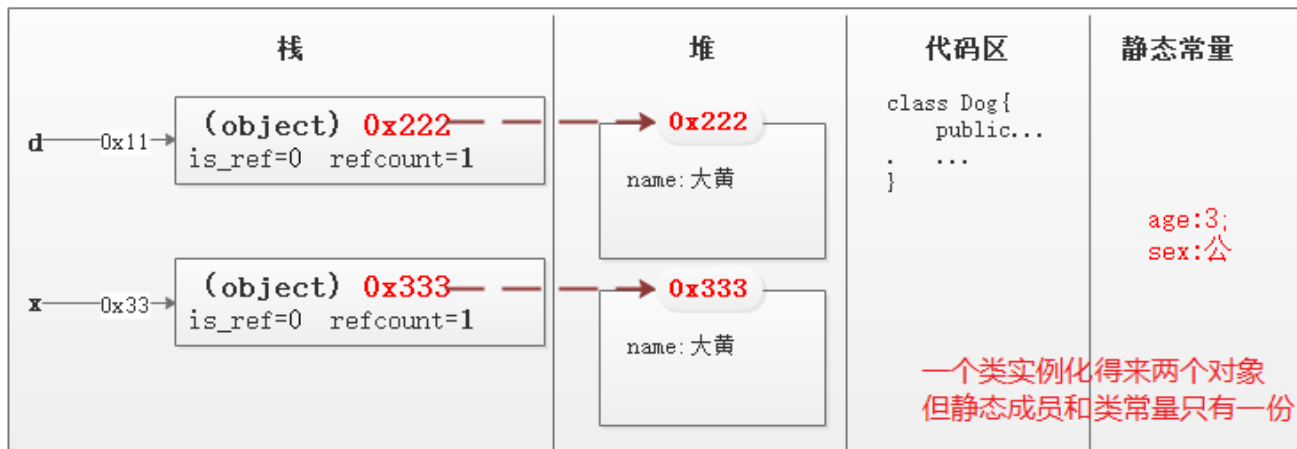 栈 堆 代码区 静态常量
d 0x11 (object) 0x222 0x222
is_ref=0 refcount=1
name:大黄
class Dog{
public...
. ...
}
age:3;
sex:公
x 0x33 (object) 0x333 0x333
is_ref=0 refcount=1
name:大黄
一个类实例化得来两个对象
但静态成员和类常量只有一份